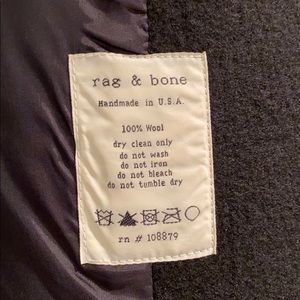 rag & bone
Handmade in U.S.A.
100% Wool
dry clean only
do not wash
do not iron
do not bleach
do not tumble dry
rn # 108879